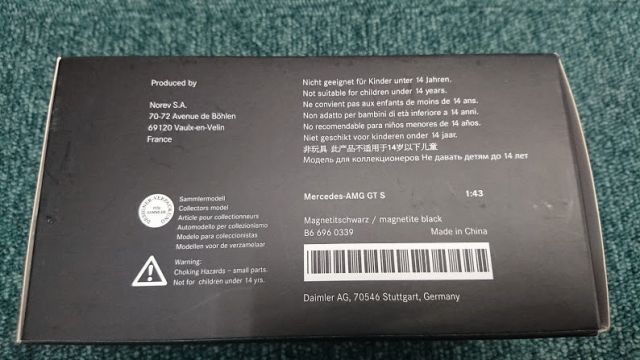 Produced by
Norev S.A.
70-72 Avenue de Böhlen
69120 Vaulx-en-Velin
France
Nicht geeignet für Kinder unter 14 Jahren.
Not suitable for children under 14 years.
Ne convient pas aux enfants de moins de 14 ans.
Non adatto per bambini di età inferiore a 14 anni.
No recomendable para niños menores de 14 años.
Niet geschikt voor kinderen onder 14 jaar.
非玩具 此产品不适用于14岁以下儿童
Модель для коллекционеров Не давать детям до 14 лет
FÜR
SAMMLER
Sammlermodell
Collectors model
Article pour collectionneurs
Automodello per collezionismo
Modelo para coleccionistas
Modellen voor de verzamelaar
Warning:
Choking Hazards - small parts.
Not for children under 14 yrs.
Mercedes-AMG GT S 1:43
Magnetitschwarz / magnetite black
B6 696 0339 Made in China
Daimler AG, 70546 Stuttgart, Germany